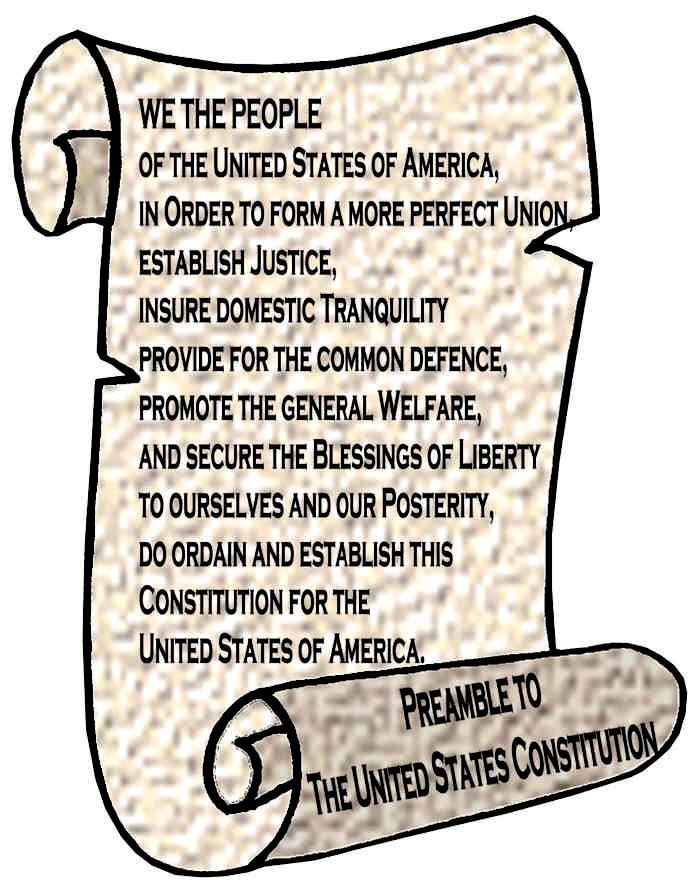 WE THE PEOPLE
OF THE UNITED STATES OF AMERICA,
IN ORDER TO FORM A MORE PERFECT UNION,
ESTABLISH JUSTICE,
INSURE DOMESTIC TRANQUILITY
PROVIDE FOR THE COMMON DEFENCE,
PROMOTE THE GENERAL WELFARE,
AND SECURE THE BLESSINGS OF LIBERTY
TO OURSELVES AND OUR POSTERITY,
DO ORDAIN AND ESTABLISH THIS
CONSTITUTION FOR THE
UNITED STATES OF AMERICA.
PREAMBLE TO
THE UNITED STATES CONSTITUTION